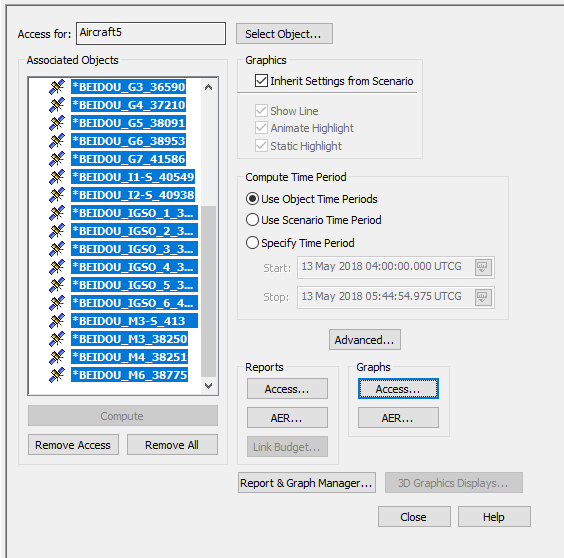 Access for: Aircraft5 Select Object...
Associated Objects
*BEIDOU_G3_36590
*BEIDOU_G4_37210
*BEIDOU_G5_38091
*BEIDOU_G6_38953
*BEIDOU_G7_41586
*BEIDOU_I1-S_40549
*BEIDOU_I2-S_40938
*BEIDOU_IGSO_1_3...
*BEIDOU_IGSO_2_3...
*BEIDOU_IGSO_3_3...
*BEIDOU_IGSO_4_3...
*BEIDOU_IGSO_5_3...
*BEIDOU_IGSO_6_4...
*BEIDOU_M3-S_413
*BEIDOU_M3_38250
*BEIDOU_M4_38251
*BEIDOU_M6_38775
Compute
Remove Access Remove All
Graphics
Inherit Settings from Scenario
Show Line
Animate Highlight
Static Highlight
Compute Time Period
Use Object Time Periods
Use Scenario Time Period
Specify Time Period
Start: 13 May 2018 04:00:00.000 UTCG
Stop: 13 May 2018 05:44:54.975 UTCG
Advanced...
Reports
Access...
AER...
Link Budget...
Graphs
Access...
AER...
Report & Graph Manager... 3D Graphics Displays...
Close Help